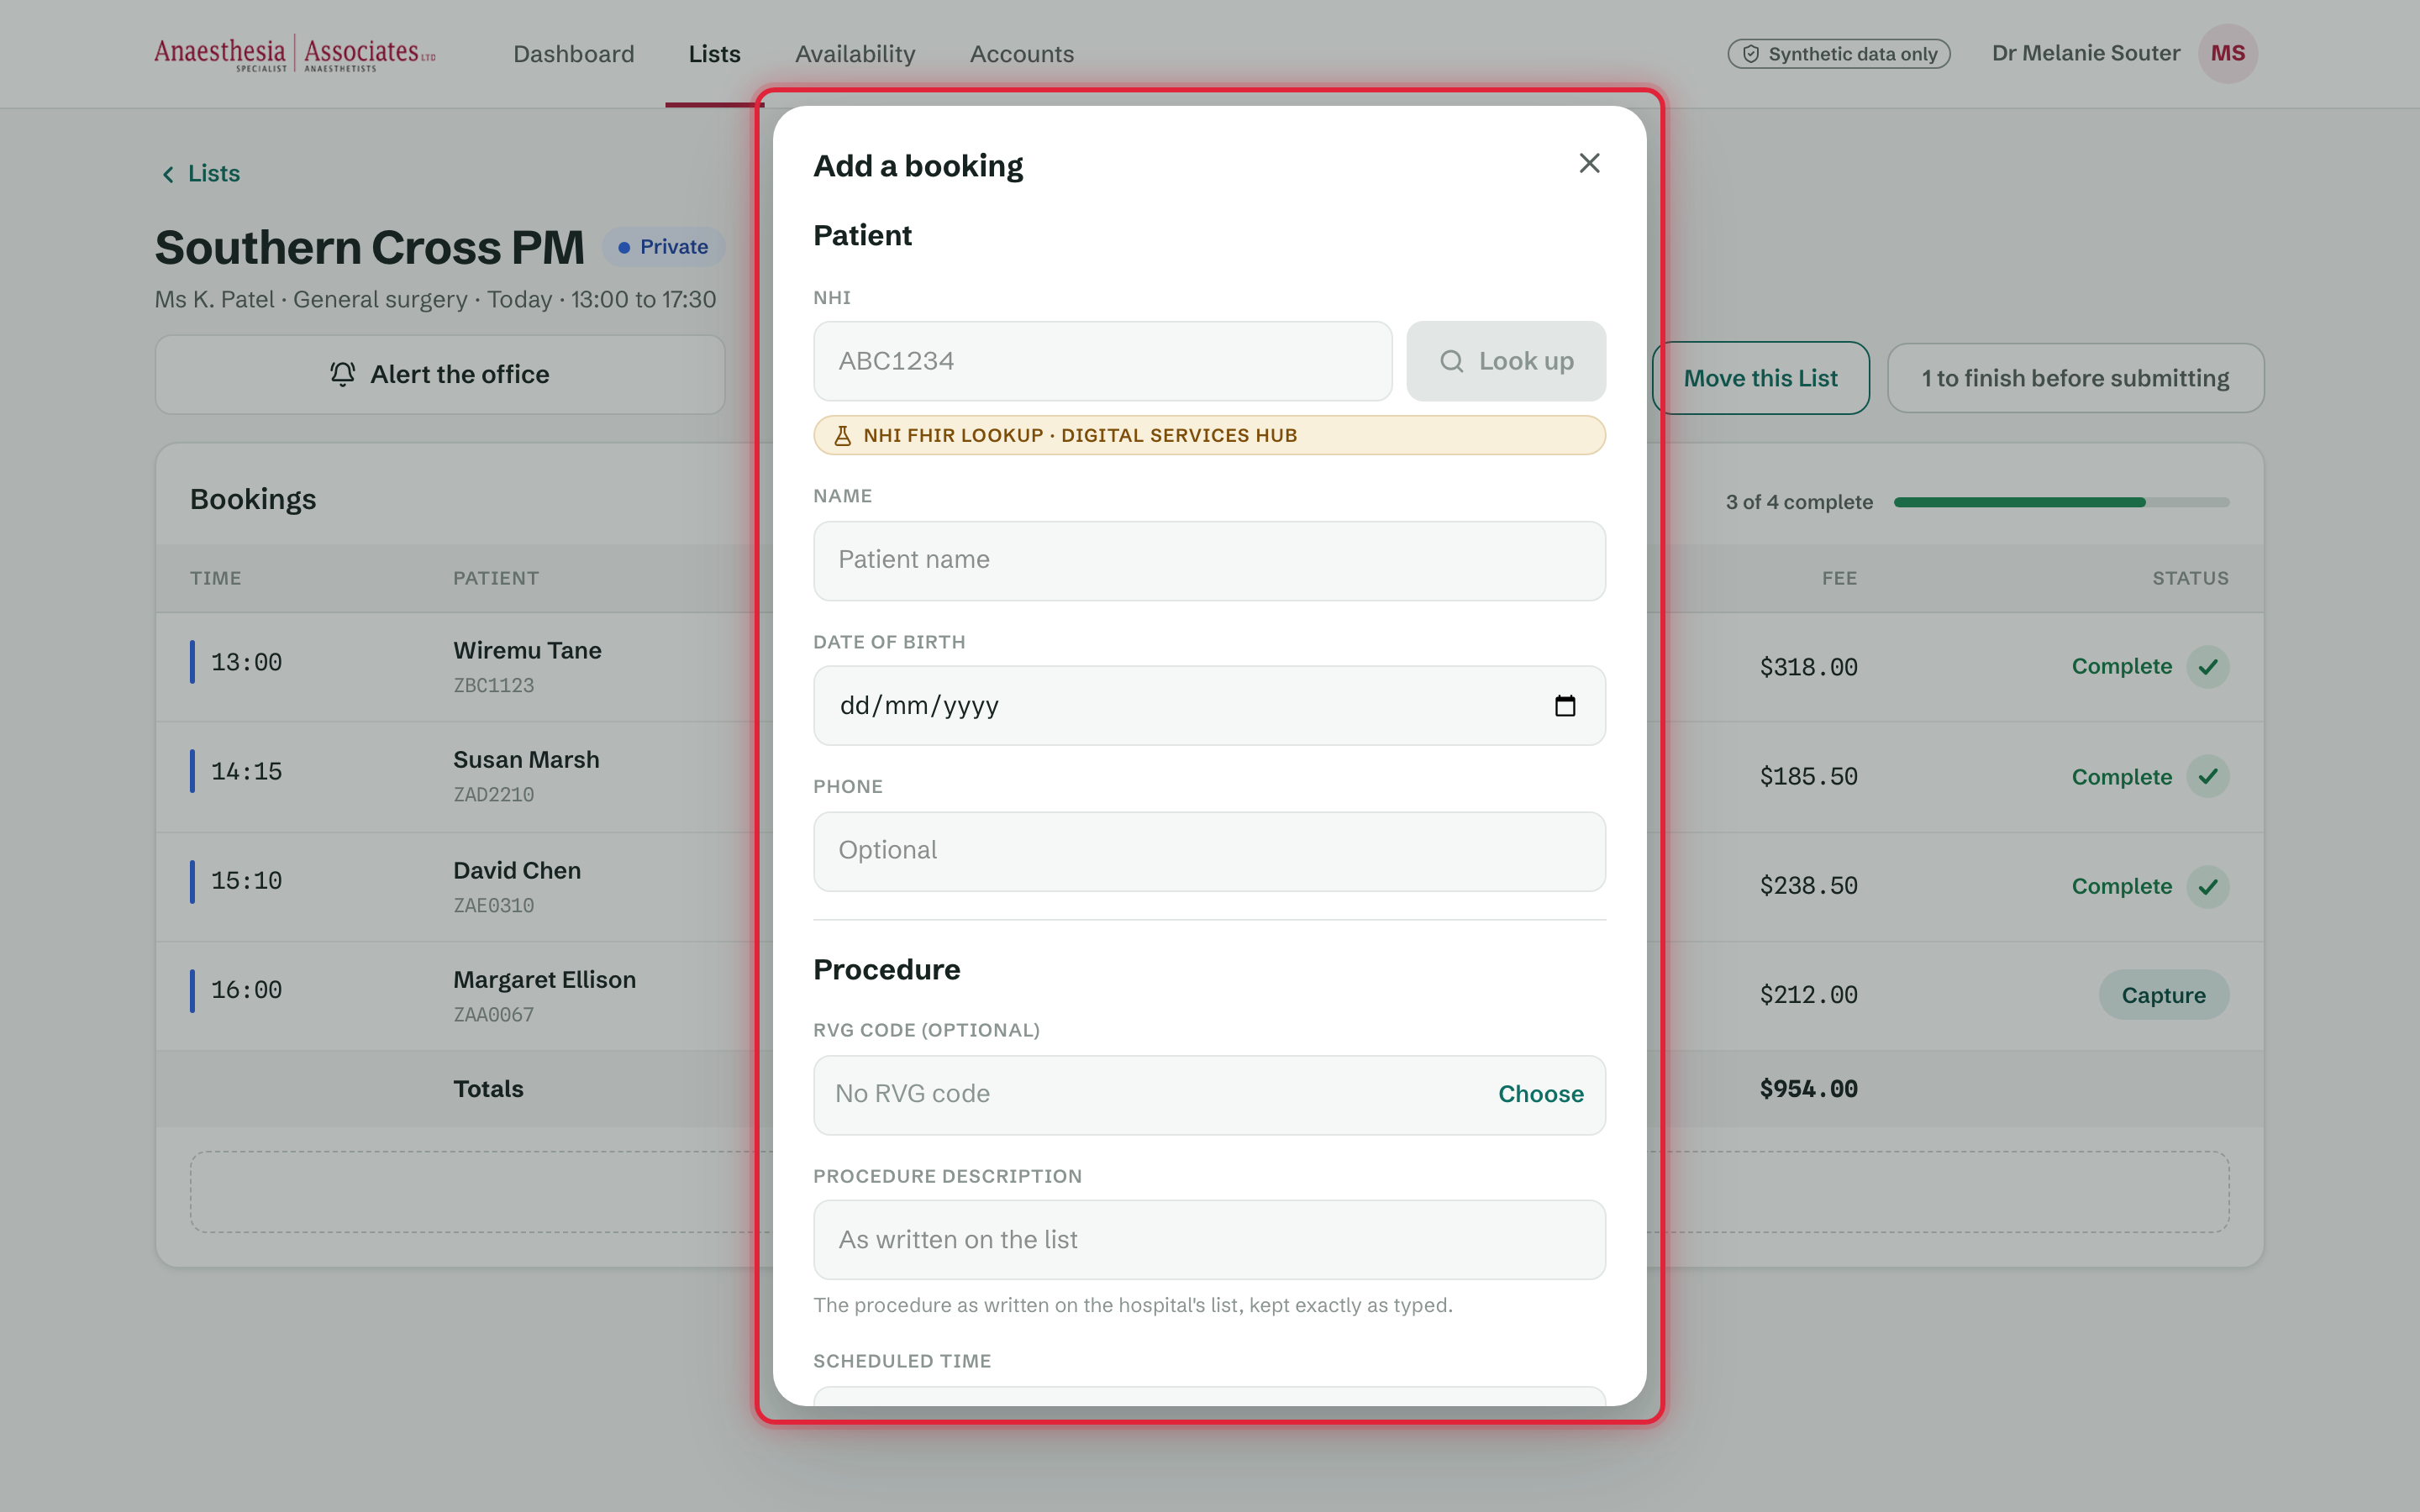 Anaesthesia | Associates LTD
SPECIALIST ANAESTHETISTS
Dashboard
Lists
Availability
Accounts
Synthetic data only
Dr Melanie Souter
MS
Lists
Southern Cross PM
Private
Ms K. Patel · General surgery · Today · 13:00 to 17:30
Alert the office
Move this List
1 to finish before submitting
Bookings
3 of 4 complete
TIME
PATIENT
FEE
STATUS
13:00
Wiremu Tane
ZBC1123
$318.00
Complete
14:15
Susan Marsh
ZAD2210
$185.50
Complete
15:10
David Chen
ZAE0310
$238.50
Complete
16:00
Margaret Ellison
ZAA0067
$212.00
Capture
Totals
$954.00
Add a booking
Patient
NHI
ABC1234
Look up
NHI FHIR LOOKUP · DIGITAL SERVICES HUB
NAME
Patient name
DATE OF BIRTH
dd/mm/yyyy
PHONE
Optional
Procedure
RVG CODE (OPTIONAL)
No RVG code
Choose
PROCEDURE DESCRIPTION
As written on the list
The procedure as written on the hospital's list, kept exactly as typed.
SCHEDULED TIME